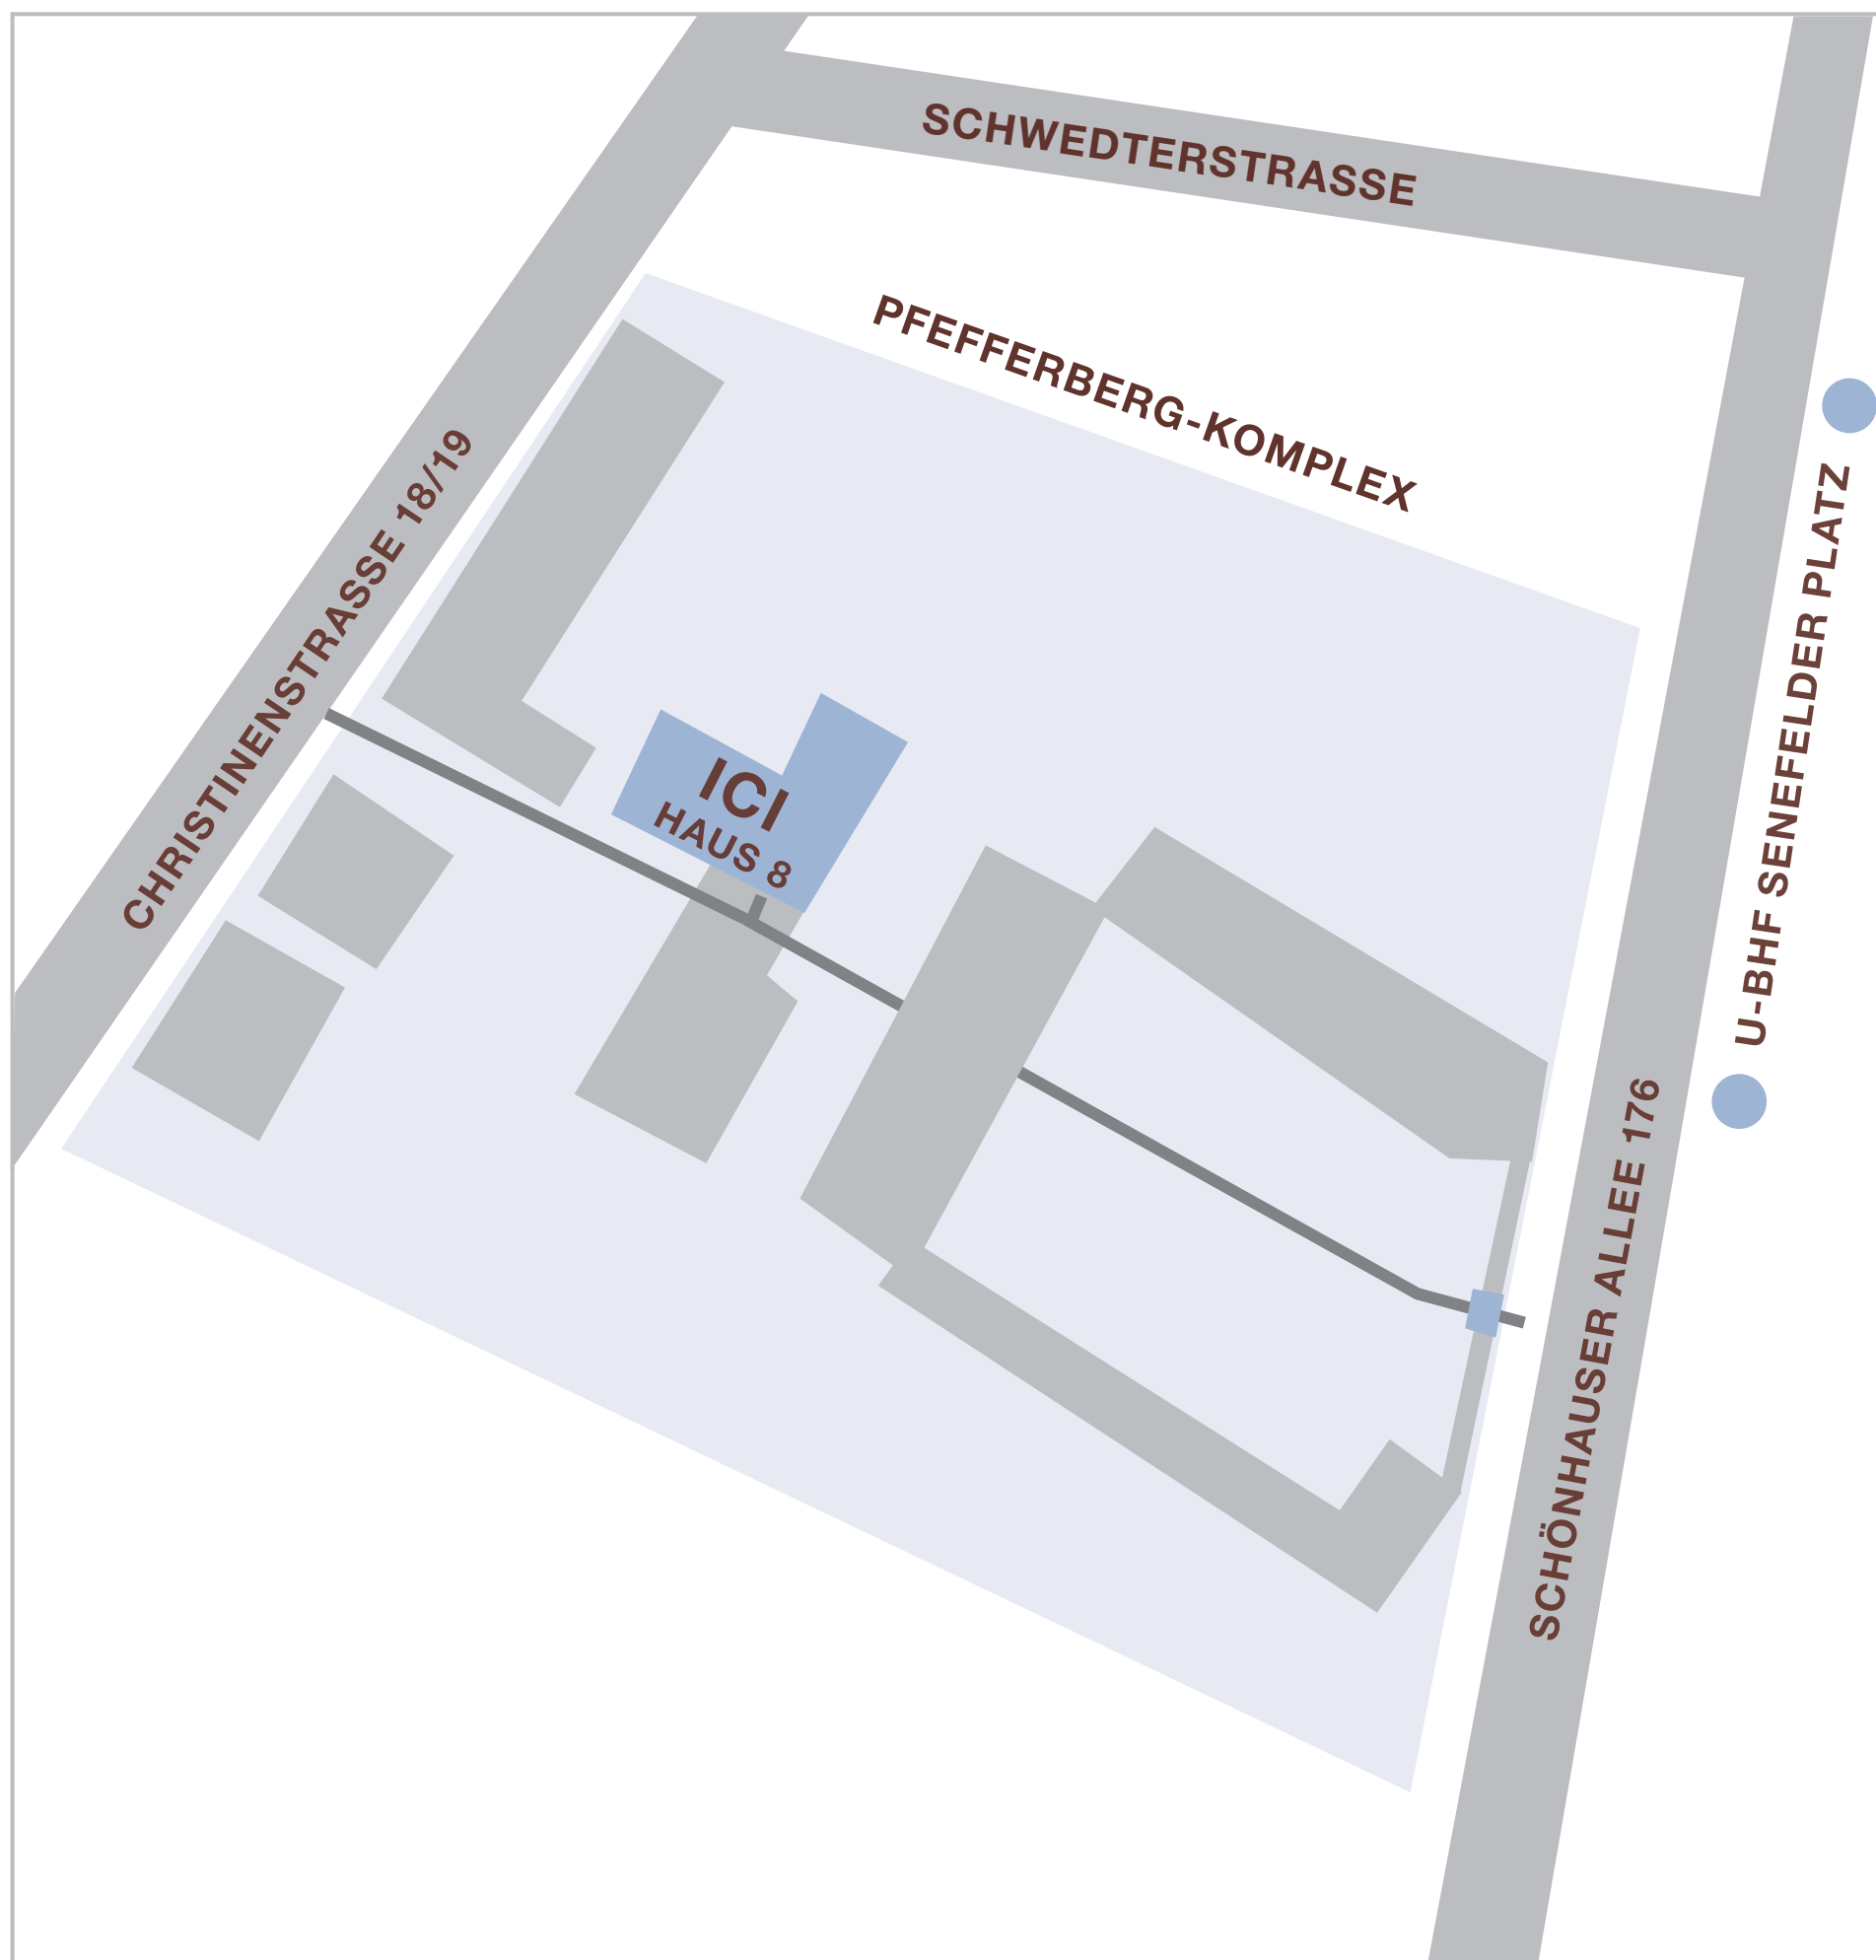 SCHWEDTERSTRASSE
PFEFFERBERG-KOMPLEX
CHRISTINENSTRASSE 18/19
U-BHF SENEFELDER PLATZ
ICI
HAUS 8
SCHÖNHAUSER ALLEE 176